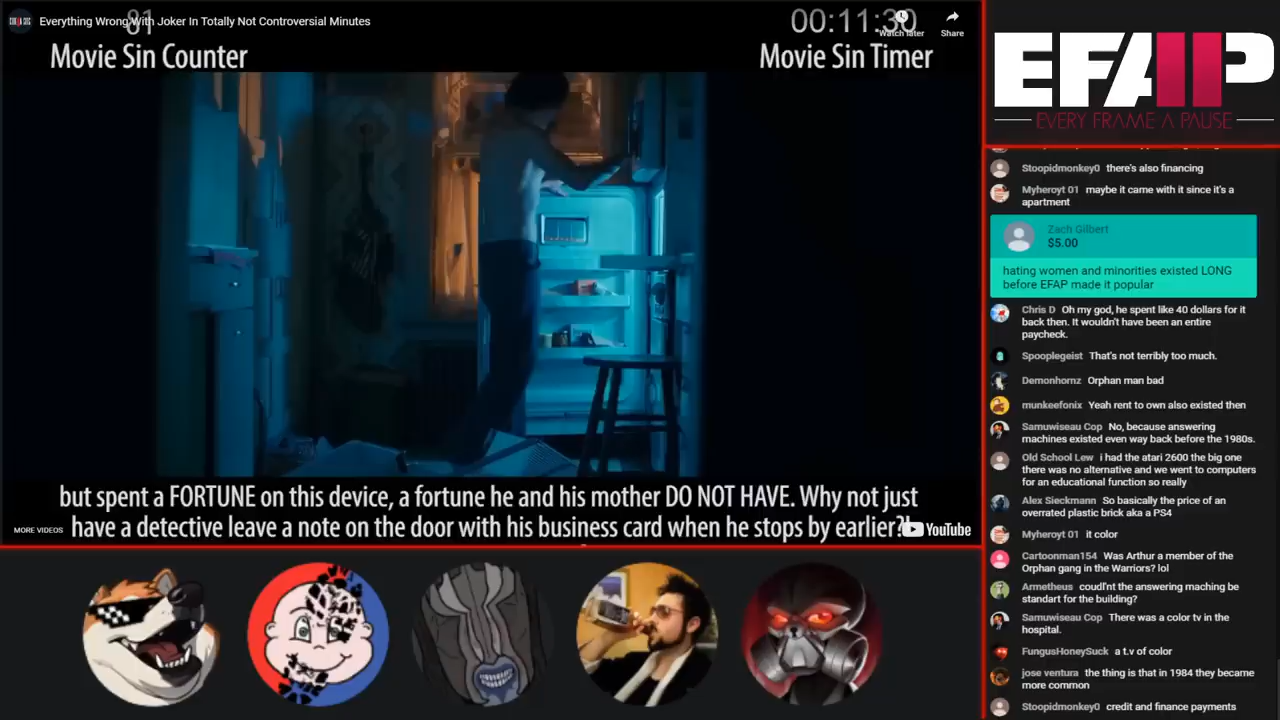 Everything Wrong With Joker In Totally Not Controversial Minutes
81
Movie Sin Counter
00:11:30
Watch later
Share
Movie Sin Timer
but spent a FORTUNE on this device, a fortune he and his mother DO NOT HAVE. Why not just
have a detective leave a note on the door with his business card when he stops by earlier?!
MORE VIDEOS
YouTube
EFAP
EVERY FRAME A PAUSE
Stoopidmonkey0 there's also financing
Myheroyt 01 maybe it came with it since it's a
apartment
Zach Gilbert
$5.00
hating women and minorities existed LONG
before EFAP made it popular
Chris D Oh my god, he spent like 40 dollars for it
back then. It wouldn't have been an entire
paycheck.
Spooplegeist That's not terribly too much.
Demonhornz Orphan man bad
munkeefonix Yeah rent to own also existed then
Samuwiseau Cop No, because answering
machines existed even way back before the 1980s.
Old School Lew i had the atari 2600 the big one
there was no alternative and we went to computers
for an educational function so really
Alex Sieckmann So basically the price of an
overrated plastic brick aka a PS4
Myheroyt 01 it color
Cartoonman154 Was Arthur a member of the
Orphan gang in the Warriors? lol
Armetheus coudl'nt the answering maching be
standart for the building?
Samuwiseau Cop There was a color tv in the
hospital.
FungusHoneySuck a t.v of color
jose ventura the thing is that in 1984 they became
more common
Stoopidmonkey0 credit and finance payments